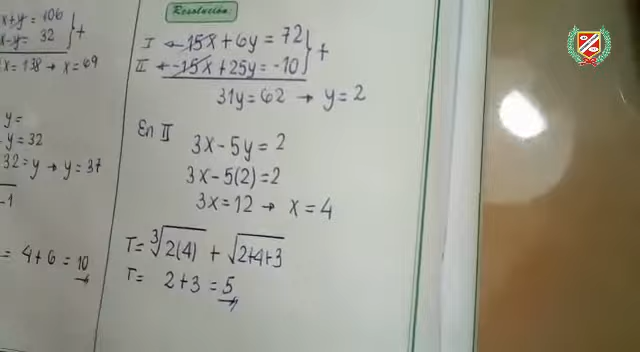 x+y = 106
x-y = 32
2x = 138 → x = 69
y =
y = 32
32 = y → y = 37
-1
= 4 + 6 = 10
Resolución
I ← 15x + 6y = 72
II ← -15x + 25y = -10
+
31y = 62 → y = 2
En II
3x - 5y = 2
3x - 5(2) = 2
3x = 12 → x = 4
T = ∛2(4) + √2+4+3
T = 2 + 3 = 5